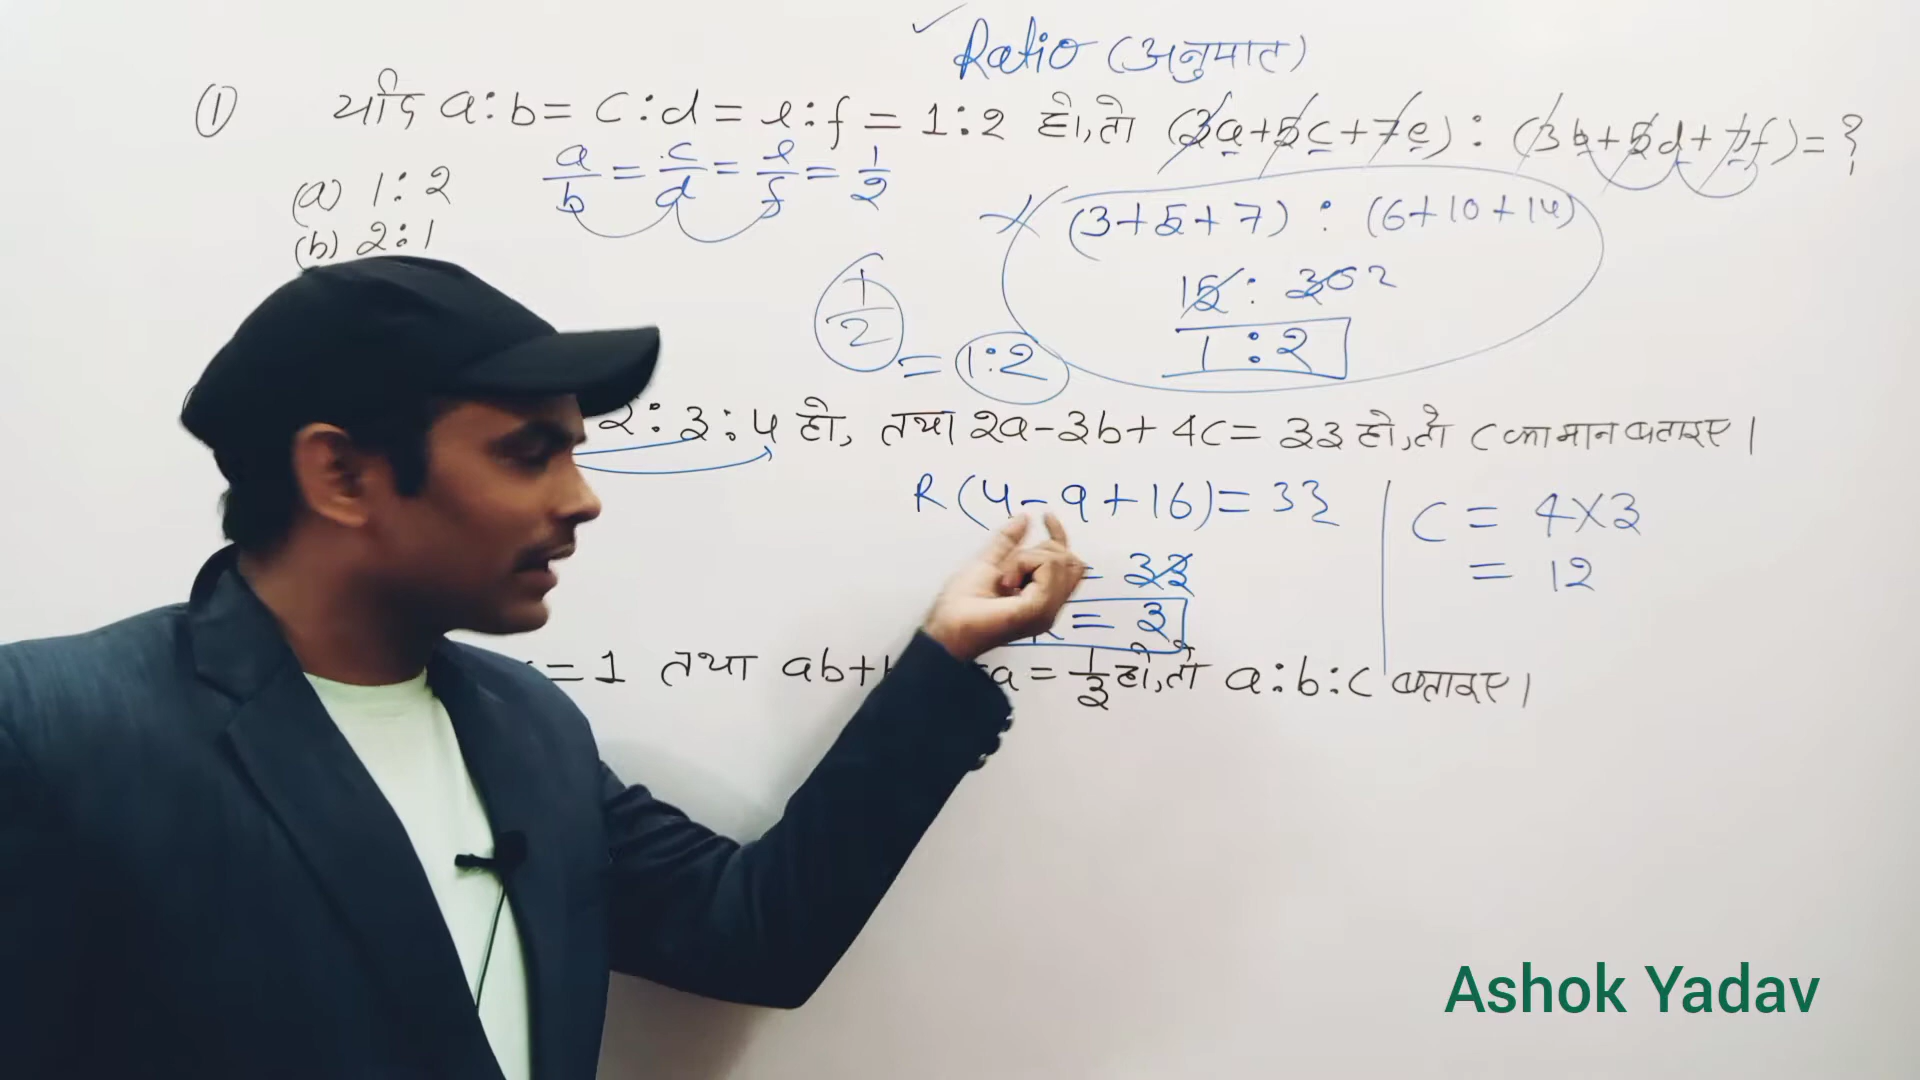 Ratio (अनुपात)
① यदि a:b = c:d = e:f = 1:2 हो, तो (3a+5c+7e) : (3b+5d+7f) = ?
a/b = c/d = e/f = 1/2
(a) 1:2
(b) 2:1
(3+5+7) : (6+10+14)
15 : 30 2
1 : 2
1/2 = 1:2
2:3:4 हो, तथा 2a-3b+4c = 33 हो, तो c का मान बताइए।
R(4-9+16) = 33
= 33
= 3
C = 4×3
= 12
=1 तथा ab+ a = 1/3 हो, तो a:b:c बताइए।
Ashok Yadav